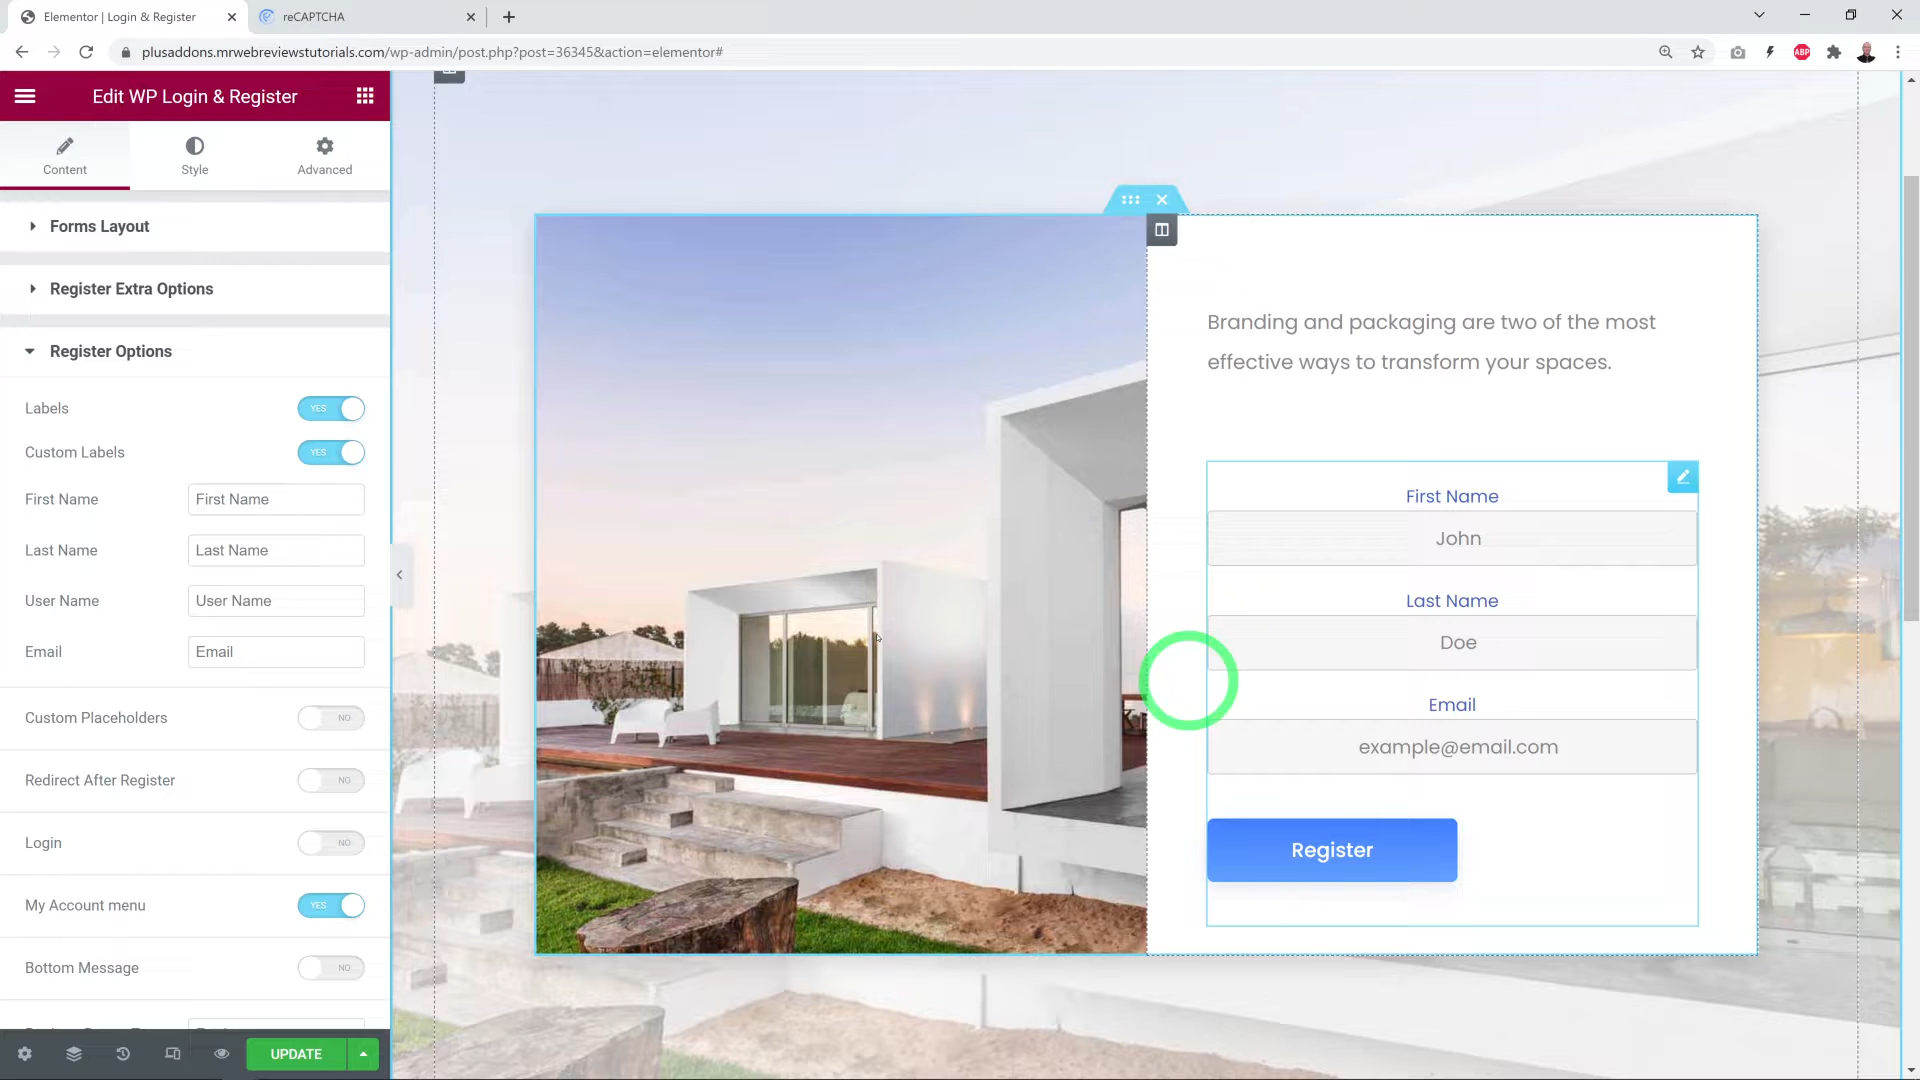 Elementor | Login & Register
reCAPTCHA
plusaddons.mrwebreviewstutorials.com/wp-admin/post.php?post=36345&action=elementor#
ABP
Edit WP Login & Register
Content
Style
Advanced
Forms Layout
Register Extra Options
Register Options
Labels
YES
Custom Labels
YES
First Name
First Name
Last Name
Last Name
User Name
User Name
Email
Email
Custom Placeholders
NO
Redirect After Register
NO
Login
NO
My Account menu
YES
Bottom Message
NO
UPDATE
Branding and packaging are two of the most
effective ways to transform your spaces.
First Name
John
Last Name
Doe
Email
example@email.com
Register